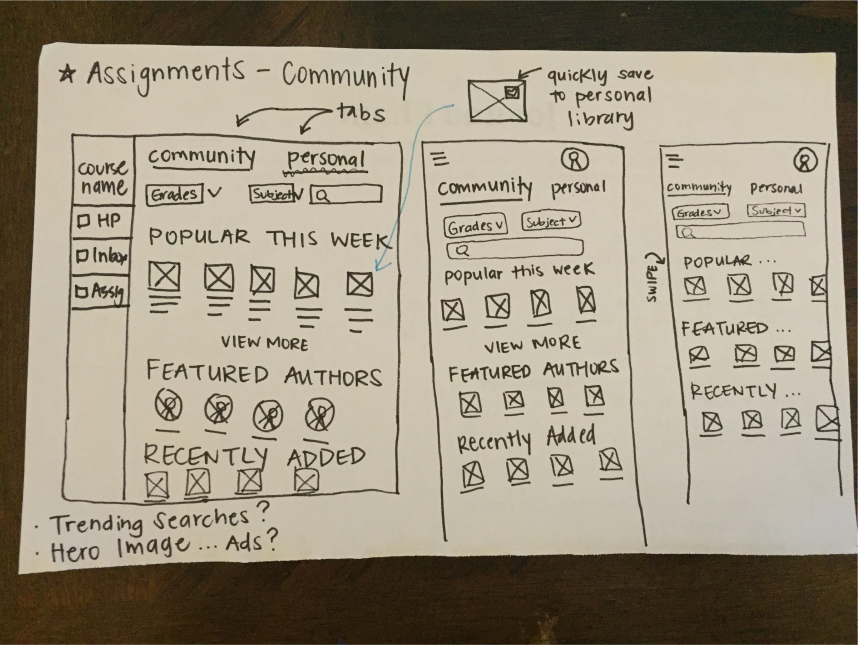 ★ Assignments - Community
quickly save
to personal
library
tabs
course
name
HP
Inbox
Assig
community personal
Grades Subject
POPULAR THIS WEEK
VIEW MORE
FEATURED AUTHORS
RECENTLY ADDED
community personal
Grades Subject
popular this week
VIEW MORE
FEATURED AUTHORS
Recently Added
SWIPE
community Personal
Grades Subject
POPULAR ...
FEATURED ...
RECENTLY ...
· Trending Searches?
· Hero Image ... Ads?